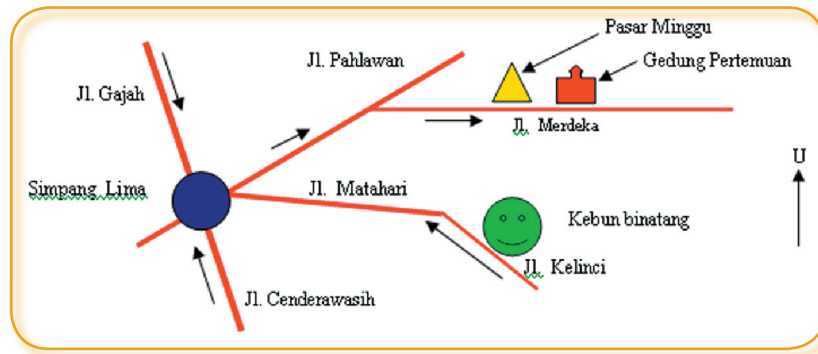 Pasar Minggu
Jl. Pahlawan
Gedung Pertemuan
Jl. Gajah
Jl. Merdeka
U
Simpang Lima
Jl. Matahari
Kebun binatang
Jl. Kelinci
Jl. Cenderawasih